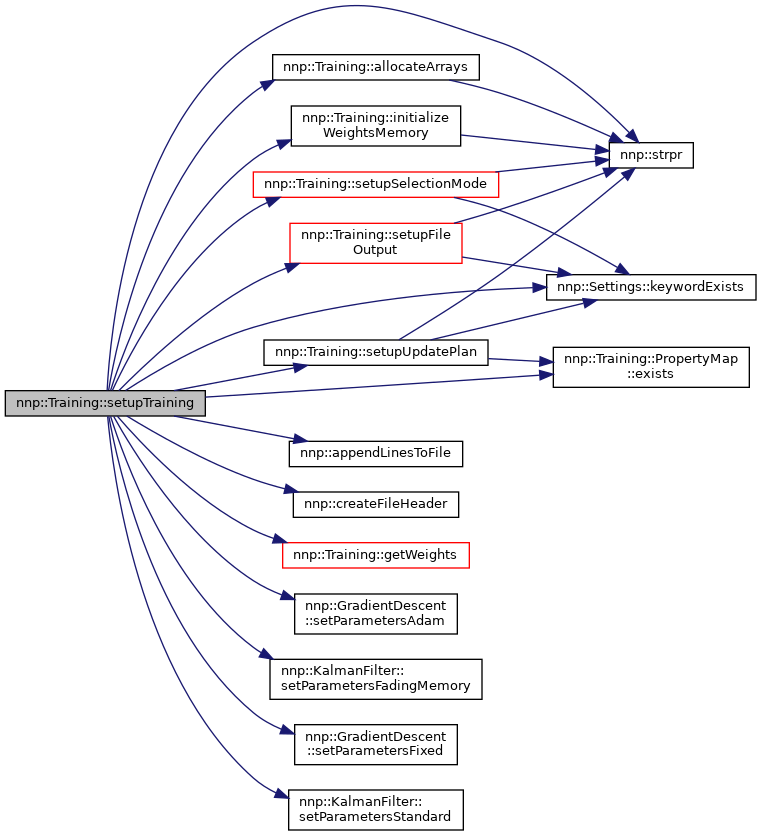 nnp::Training::allocateArrays
nnp::Training::initialize
WeightsMemory
nnp::strpr
nnp::Training::setupSelectionMode
nnp::Training::setupFile
Output
nnp::Settings::keywordExists
nnp::Training::setupUpdatePlan
nnp::Training::PropertyMap
::exists
nnp::Training::setupTraining
nnp::appendLinesToFile
nnp::createFileHeader
nnp::Training::getWeights
nnp::GradientDescent
::setParametersAdam
nnp::KalmanFilter::
setParametersFadingMemory
nnp::GradientDescent
::setParametersFixed
nnp::KalmanFilter::
setParametersStandard